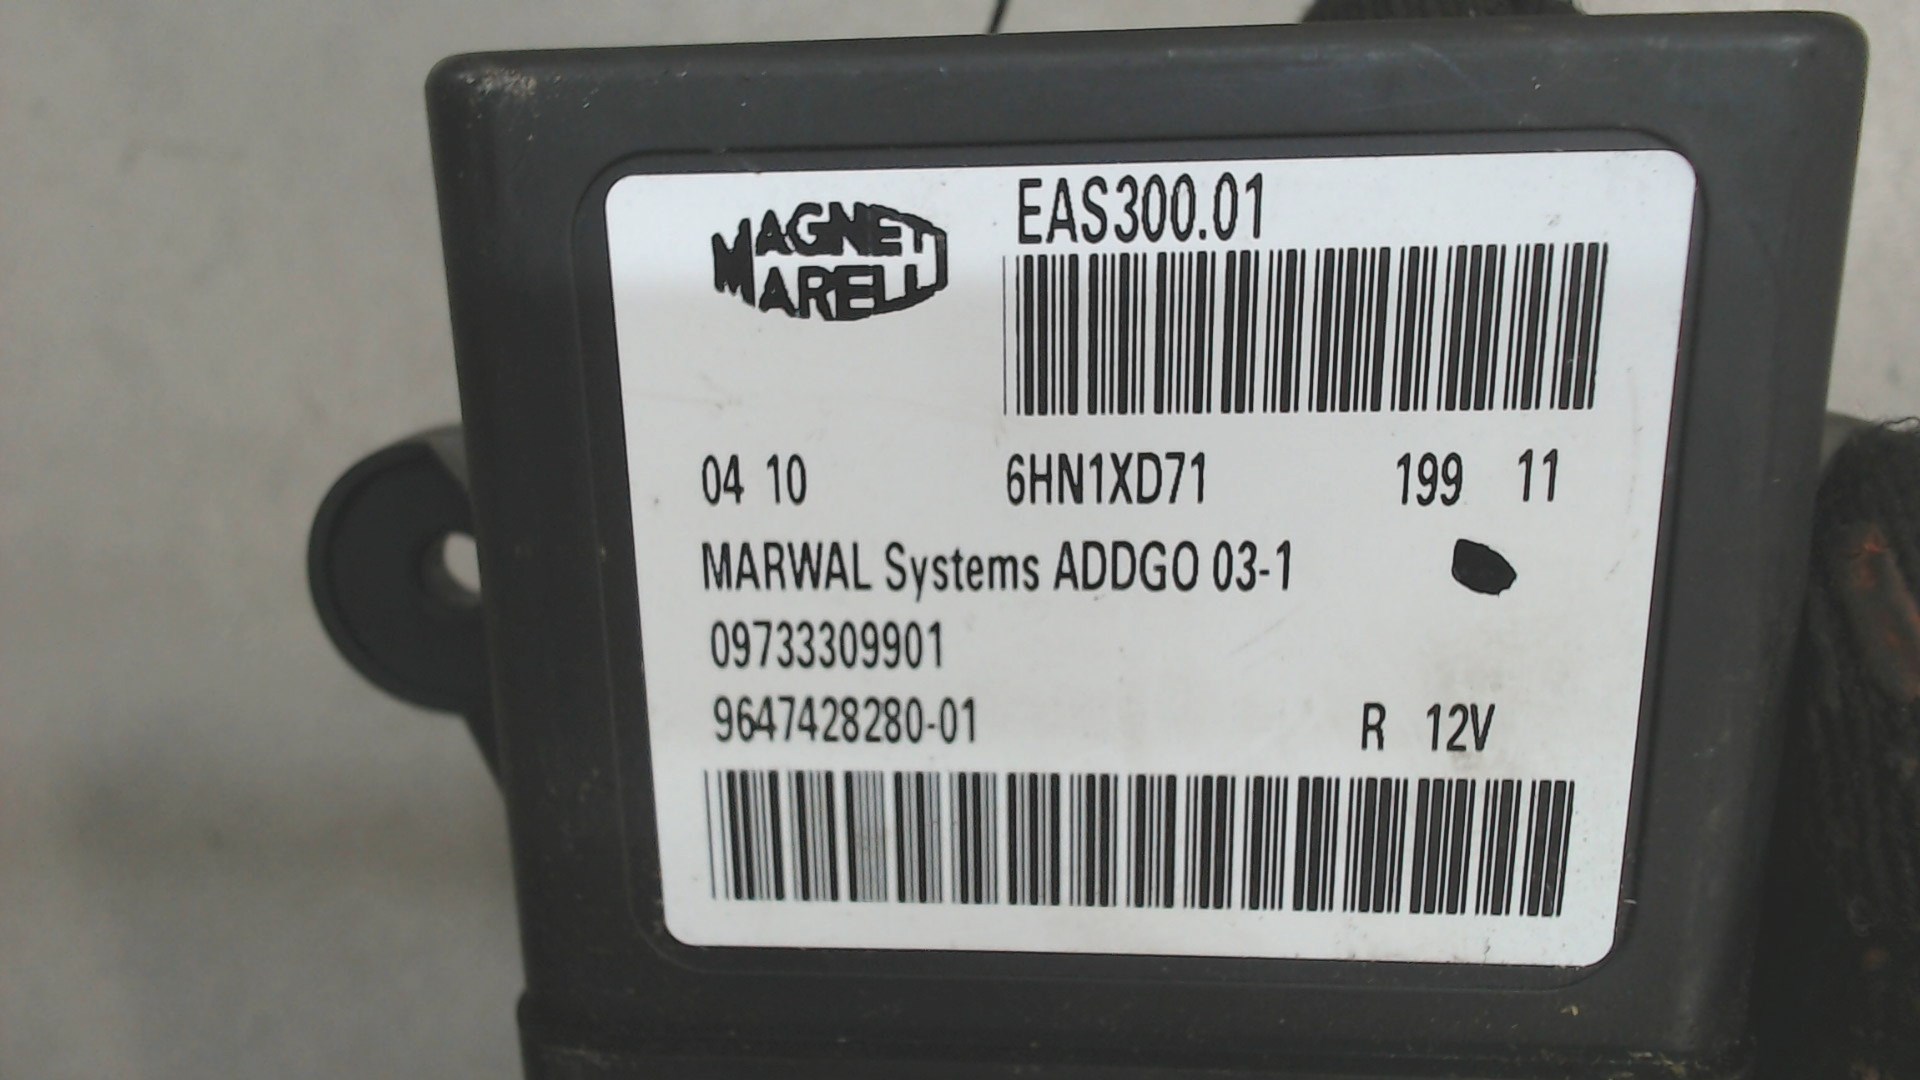 MAGNETI
MARELLI
EAS300.01
04 10 6HN1XD71 199 11
MARWAL Systems ADDGO 03-1
09733309901
9647428280-01 R 12V